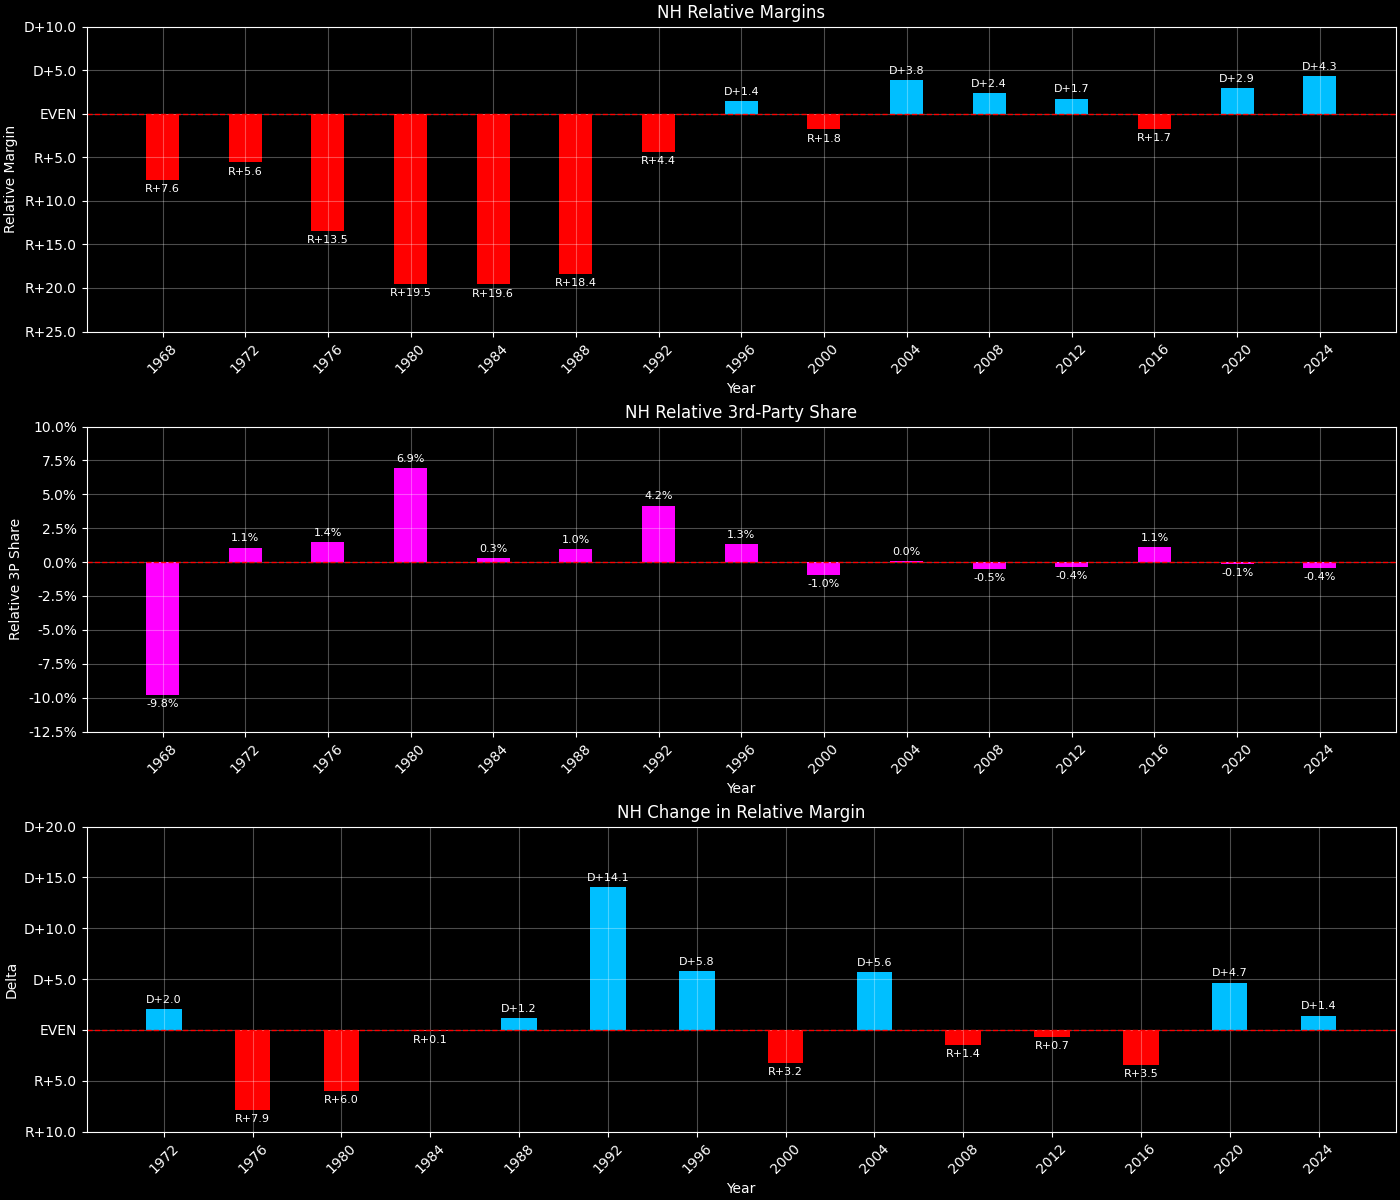 NH Relative Margins
D+10.0
D+5.0
EVEN
R+5.0
R+10.0
R+15.0
R+20.0
R+25.0
Relative Margin
R+7.6
R+5.6
R+13.5
R+19.5
R+19.6
R+18.4
R+4.4
D+1.4
R+1.8
D+3.8
D+2.4
D+1.7
R+1.7
D+2.9
D+4.3
1968 1972 1976 1980 1984 1988 1992 1996 2000 2004 2008 2012 2016 2020 2024
Year
NH Relative 3rd-Party Share
10.0%
7.5%
5.0%
2.5%
0.0%
-2.5%
-5.0%
-7.5%
-10.0%
-12.5%
Relative 3P Share
-9.8%
1.1%
1.4%
6.9%
0.3%
1.0%
4.2%
1.3%
-1.0%
0.0%
-0.5%
-0.4%
1.1%
-0.1%
-0.4%
1968 1972 1976 1980 1984 1988 1992 1996 2000 2004 2008 2012 2016 2020 2024
Year
NH Change in Relative Margin
D+20.0
D+15.0
D+10.0
D+5.0
EVEN
R+5.0
R+10.0
Delta
D+2.0
R+7.9
R+6.0
R+0.1
D+1.2
D+14.1
D+5.8
R+3.2
D+5.6
R+1.4
R+0.7
R+3.5
D+4.7
D+1.4
1972 1976 1980 1984 1988 1992 1996 2000 2004 2008 2012 2016 2020 2024
Year